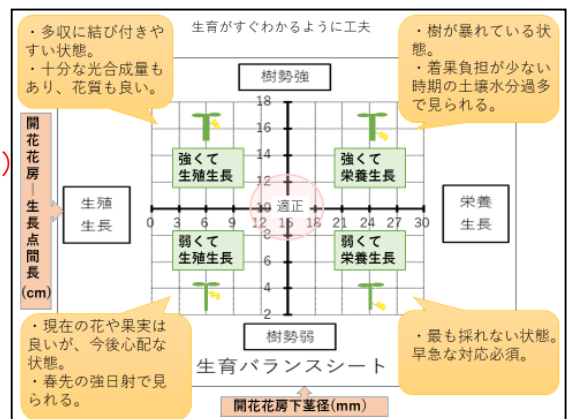 生育がすぐわかるように工夫
・多収に結び付きや
すい状態。
・十分な光合成量も
あり、花質も良い。
・樹が暴れている状
態。
・着果負担が少ない
時期の土壌水分過多
で見られる。
樹勢強
)
開花花房ー生長点間長(cm)
生殖
生長
栄養
生長
18
16
14
12
10
8
6
4
2
0 3 6 9 12 15 18 21 24 27 30
強くて
生殖生長
強くて
栄養生長
適正
弱くて
生殖生長
弱くて
栄養生長
・現在の花や果実は
良いが、今後心配な
状態。
・春先の強日射で見
られる。
・最も採れない状態。
早急な対応必須。
樹勢弱
生育バランスシート
開花花房下茎径(mm)